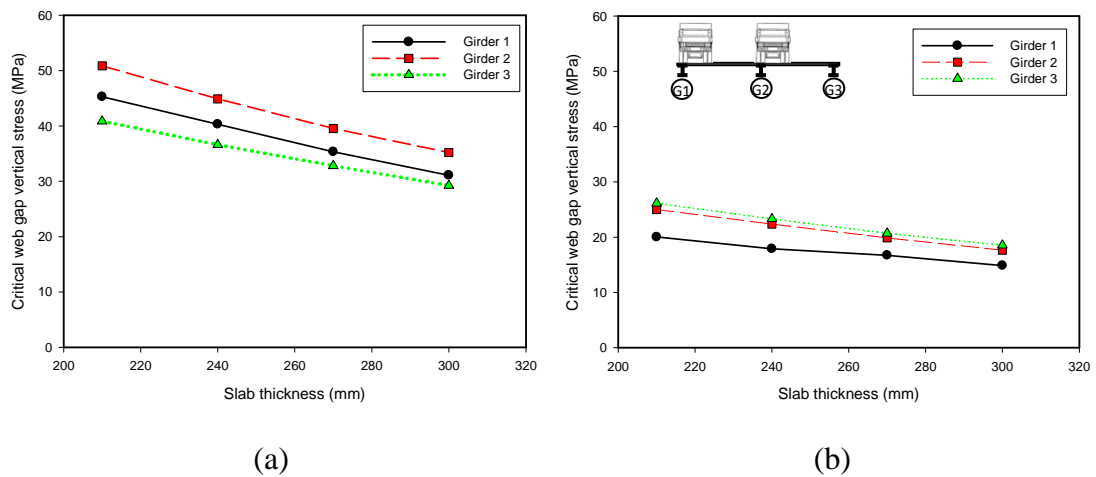 Critical web gap vertical stress (MPa)
60
50
40
30
20
10
0
Girder 1
Girder 2
Girder 3
200 220 240 260 280 300 320
Slab thickness (mm)
(a)
Critical web gap vertical stress (MPa)
60
50
40
30
20
10
0
G1 G2 G3
Girder 1
Girder 2
Girder 3
200 220 240 260 280 300 320
Slab thickness (mm)
(b)